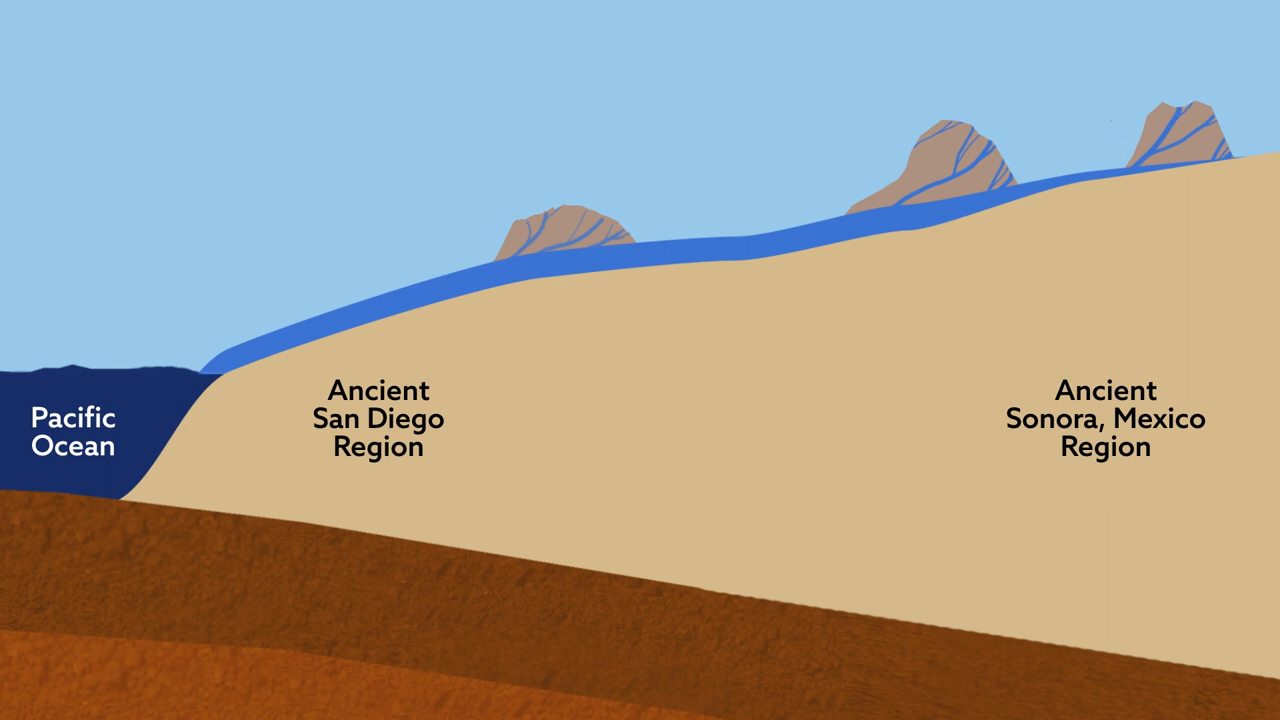 Pacific
Ocean
Ancient
San Diego
Region
Ancient
Sonora, Mexico
Region